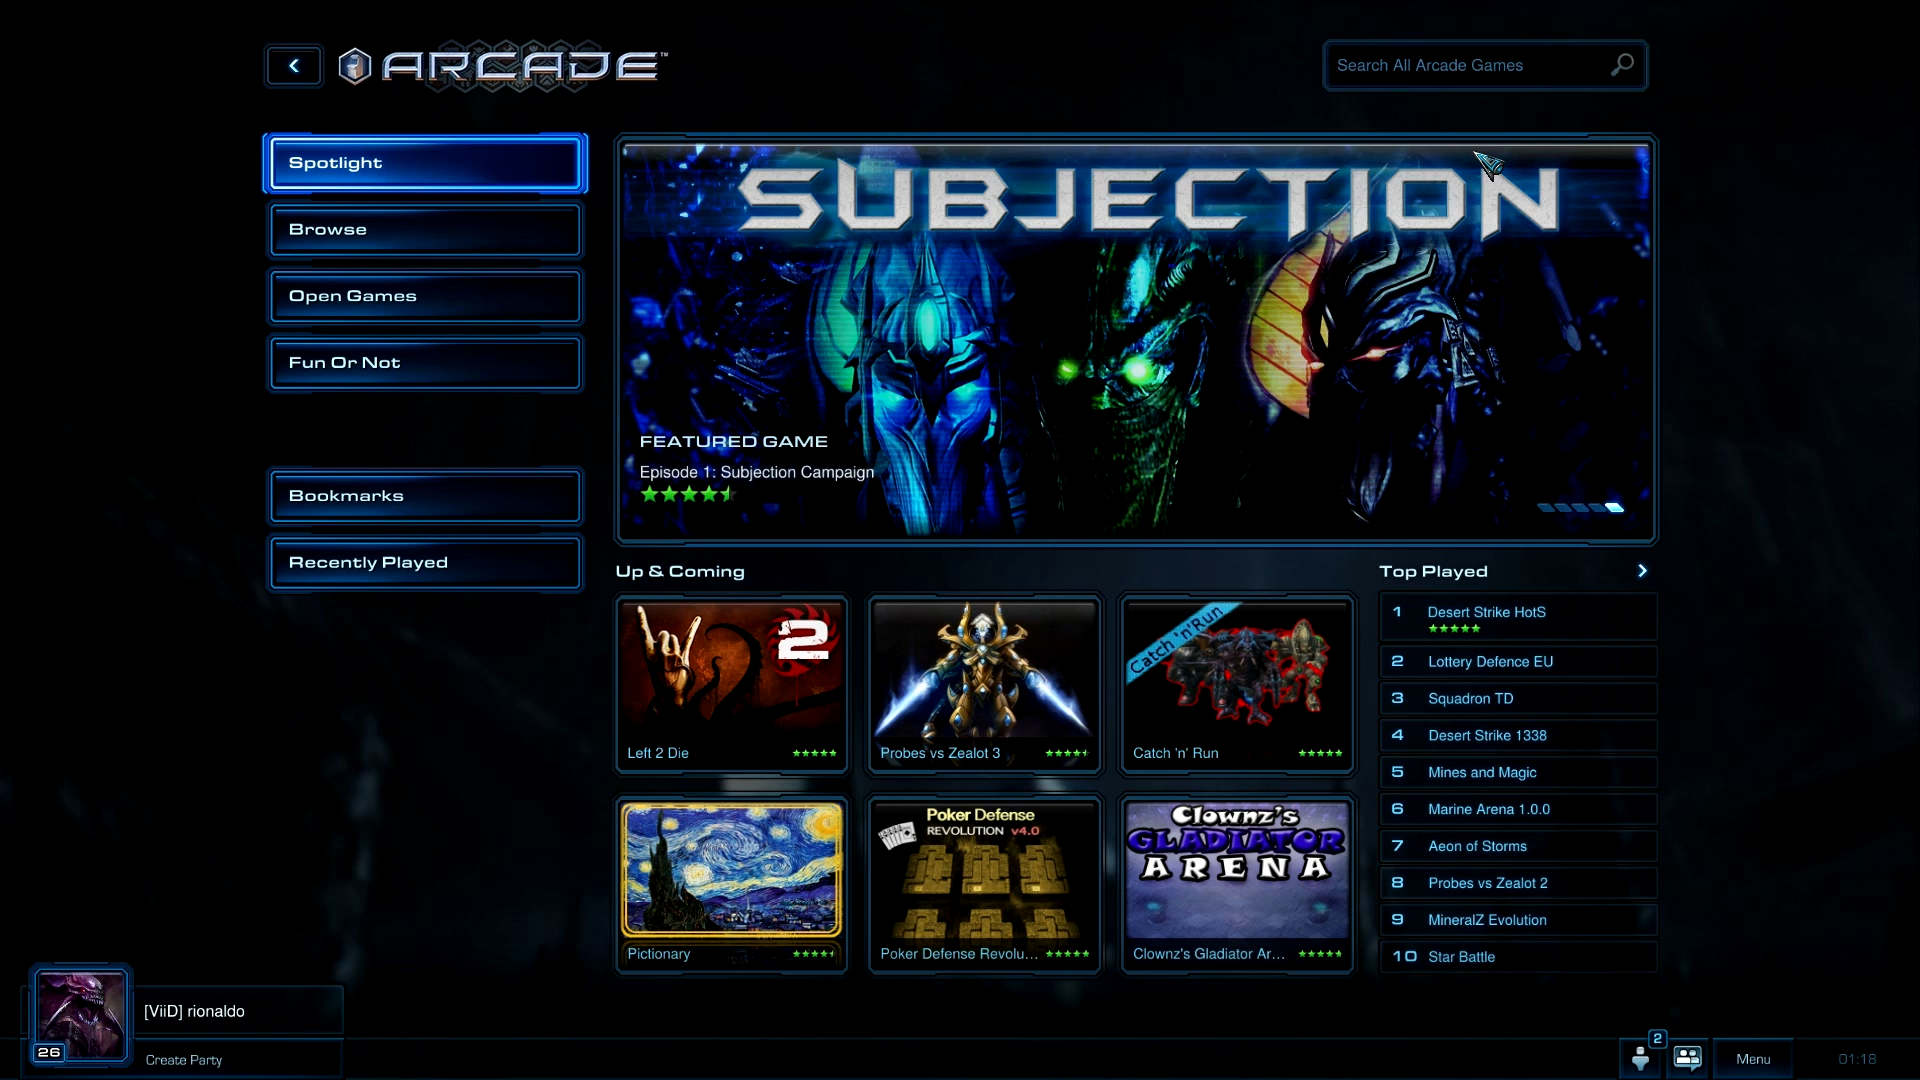 ARCADE™
Search All Arcade Games
Spotlight
Browse
Open Games
Fun Or Not
Bookmarks
Recently Played
SUBJECTION
FEATURED GAME
Episode 1: Subjection Campaign
Up & Coming
2
Left 2 Die
Probes vs Zealot 3
Catch 'n' Run
Catch 'n' Run
Pictionary
Poker Defense
REVOLUTION v4.0
Poker Defense Revolu...
Clownz's
GLADIATOR
ARENA
Clownz's Gladiator Ar...
Top Played
1 Desert Strike HotS
2 Lottery Defence EU
3 Squadron TD
4 Desert Strike 1338
5 Mines and Magic
6 Marine Arena 1.0.0
7 Aeon of Storms
8 Probes vs Zealot 2
9 MineralZ Evolution
10 Star Battle
[ViiD] rionaldo
26
Create Party
2
Menu
01:18